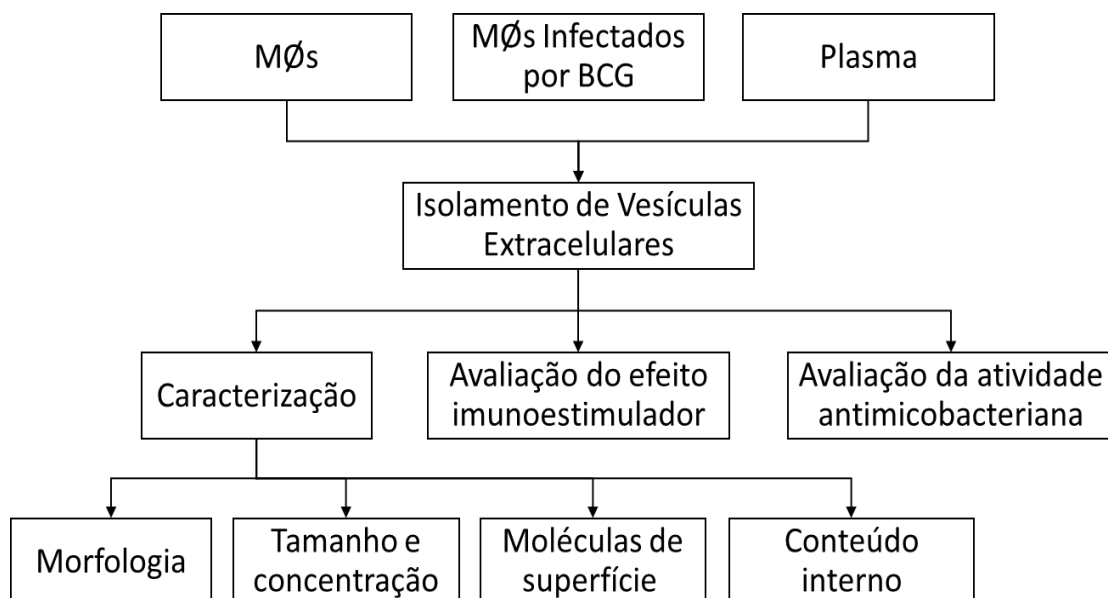 MØs
MØs Infectados
por BCG
Plasma
Isolamento de Vesículas
Extracelulares
Caracterização
Avaliação do efeito
imunoestimulador
Avaliação da atividade
antimicobacteriana
Morfologia
Tamanho e
concentração
Moléculas de
superfície
Conteúdo
interno